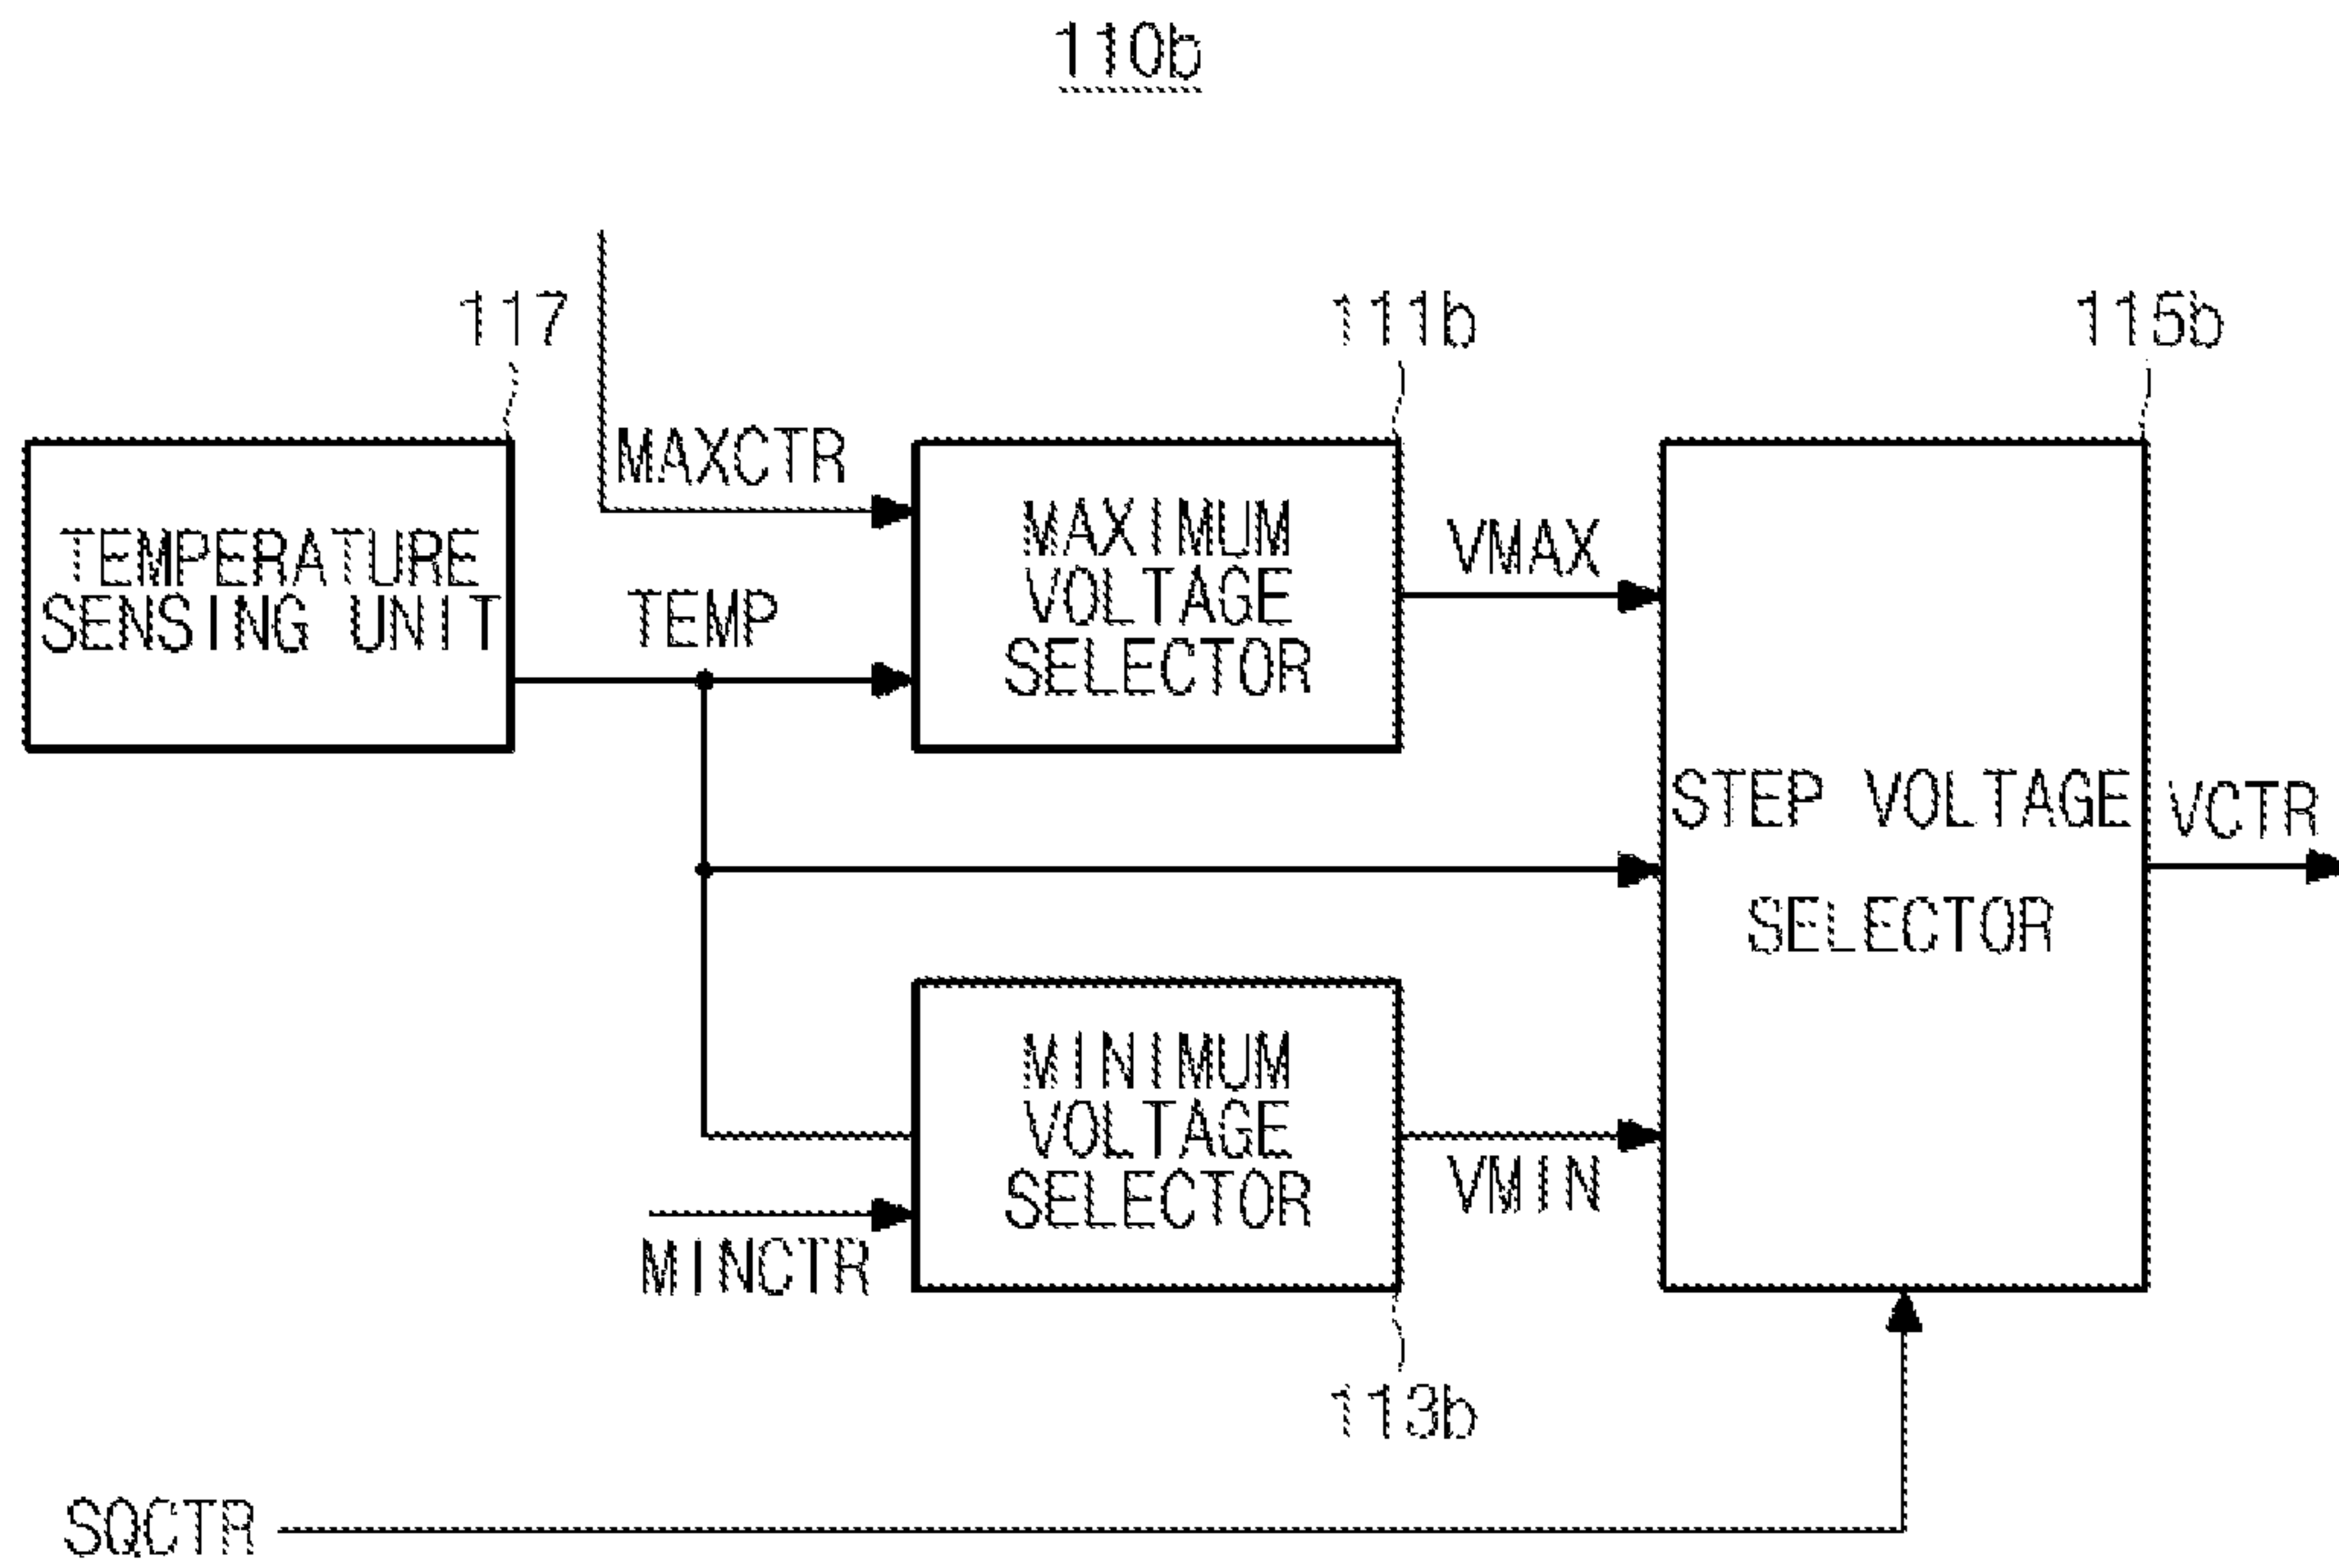 110b
117
111b
115b
MAXCTR
TEMPERATURE
SENSING UNIT
TEMP
MAXIMUM
VOLTAGE
SELECTOR
VMAX
STEP VOLTAGE
SELECTOR
VCTR
MINIMUM
VOLTAGE
SELECTOR
VMIN
MINCTR
113b
SQCTR